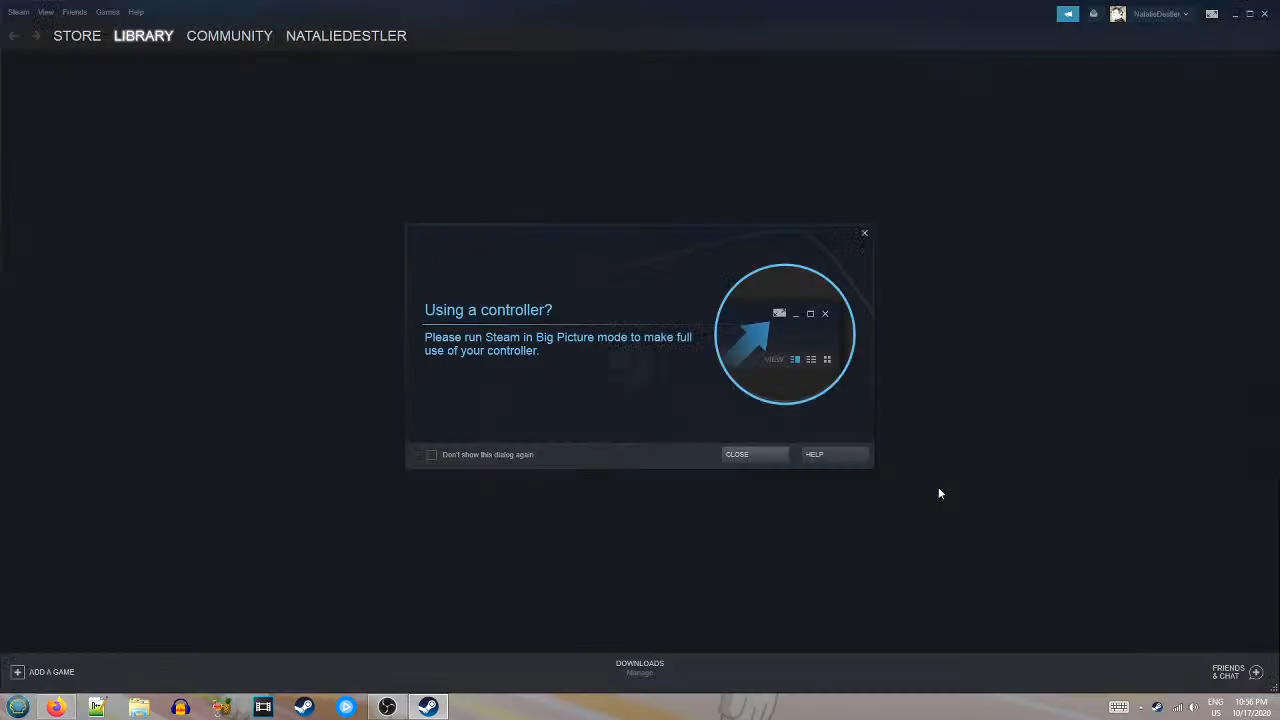 Steam View Friends Games Help
NatalieDestler
STORE LIBRARY COMMUNITY NATALIEDESTLER
Using a controller?
Please run Steam in Big Picture mode to make full
use of your controller.
VIEW
Don't show this dialog again
CLOSE
HELP
ADD A GAME
DOWNLOADS
Manage
FRIENDS
& CHAT
ENG
US
10:56 PM
10/17/2020